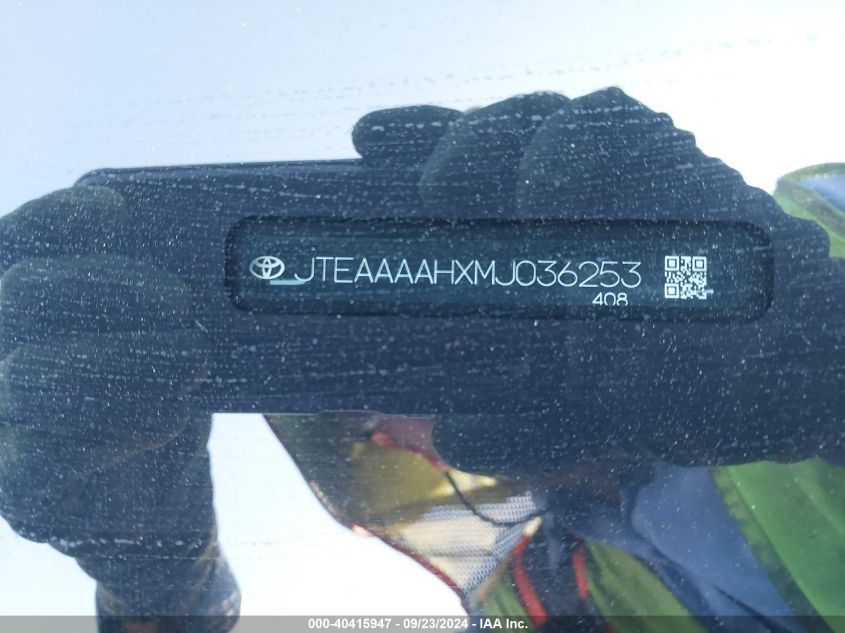 JTEAAAAHXMJ036253
408
000-40415947 - 09/23/2024 - IAA Inc.